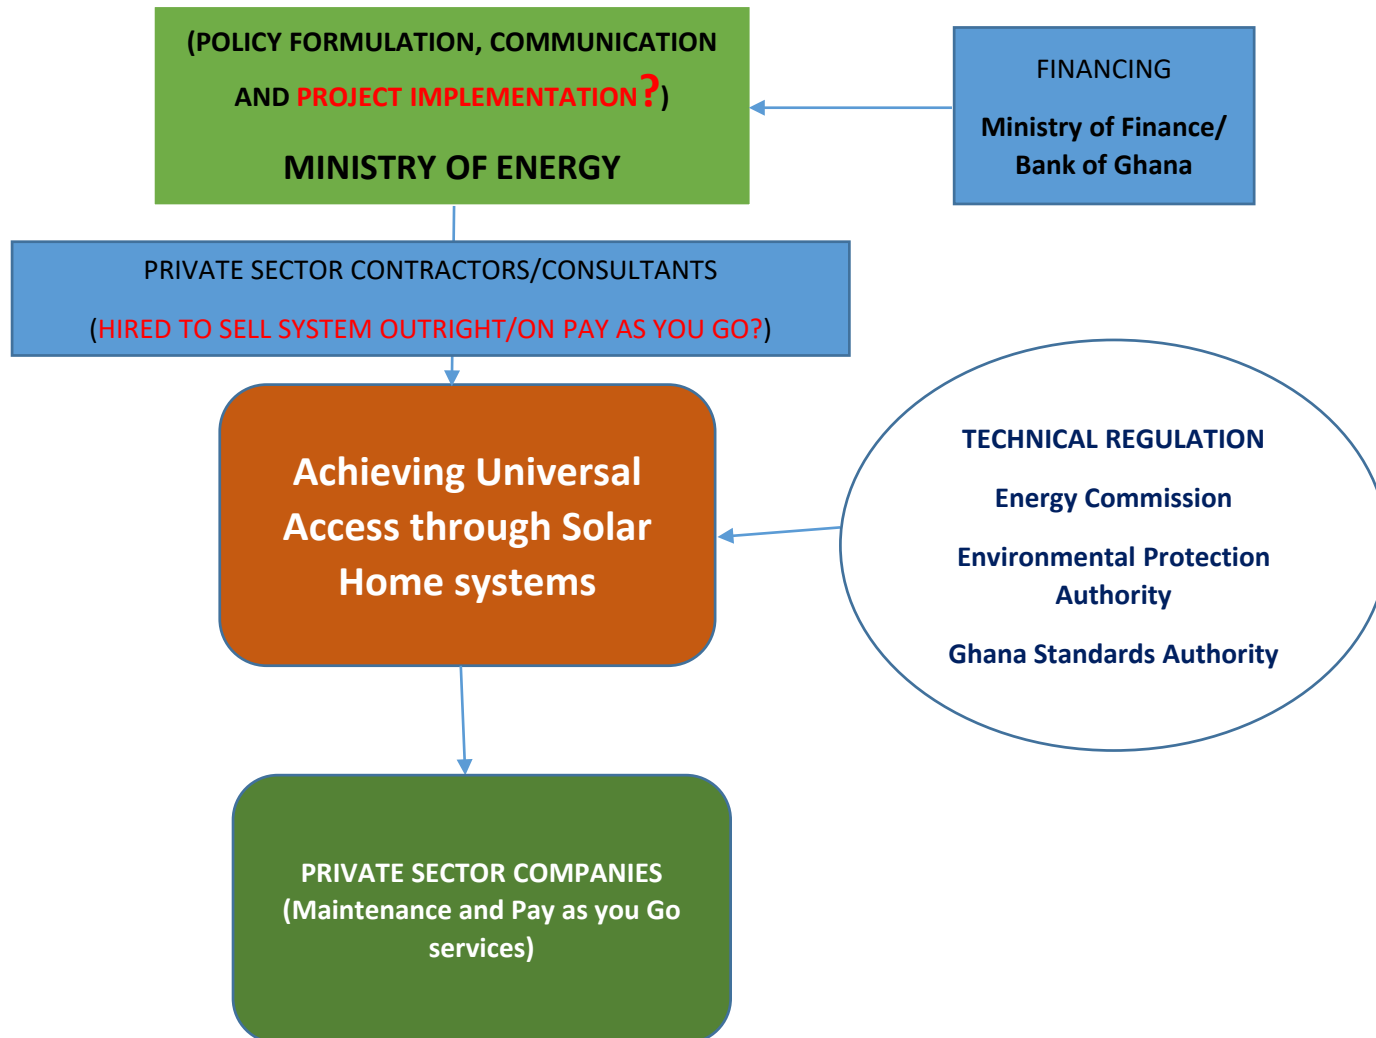 (POLICY FORMULATION, COMMUNICATION
AND PROJECT IMPLEMENTATION?)
MINISTRY OF ENERGY
FINANCING
Ministry of Finance/
Bank of Ghana
PRIVATE SECTOR CONTRACTORS/CONSULTANTS
(HIRED TO SELL SYSTEM OUTRIGHT/ON PAY AS YOU GO?)
Achieving Universal
Access through Solar
Home systems
TECHNICAL REGULATION
Energy Commission
Environmental Protection
Authority
Ghana Standards Authority
PRIVATE SECTOR COMPANIES
(Maintenance and Pay as you Go
services)